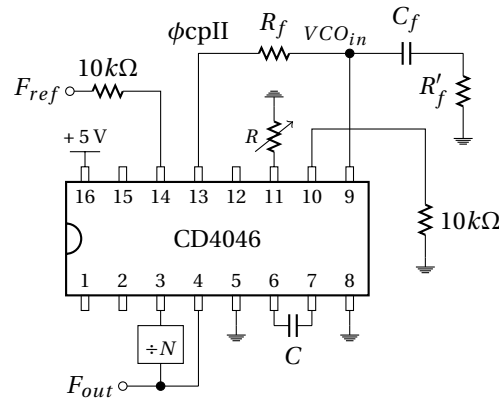 ϕcpII
R_f
VCO_in
C_f
R'_f
F_ref
10kΩ
R
+5V
10kΩ
16 15 14 13 12 11 10 9
CD4046
1 2 3 4 5 6 7 8
÷N
C
F_out